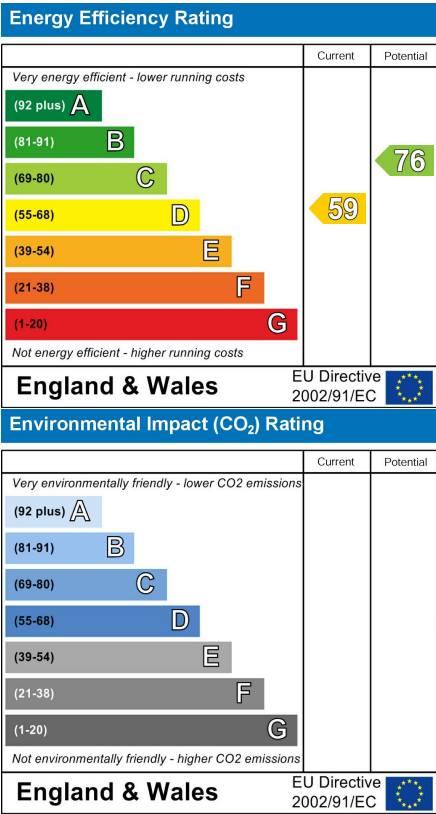 Energy Efficiency Rating
Current Potential
Very energy efficient - lower running costs
(92 plus) A
(81-91) B
(69-80) C
(55-68) D
(39-54) E
(21-38) F
(1-20) G
76
59
Not energy efficient - higher running costs
England & Wales
EU Directive
2002/91/EC
Environmental Impact (CO₂) Rating
Current Potential
Very environmentally friendly - lower CO2 emissions
(92 plus) A
(81-91) B
(69-80) C
(55-68) D
(39-54) E
(21-38) F
(1-20) G
Not environmentally friendly - higher CO2 emissions
England & Wales
EU Directive
2002/91/EC